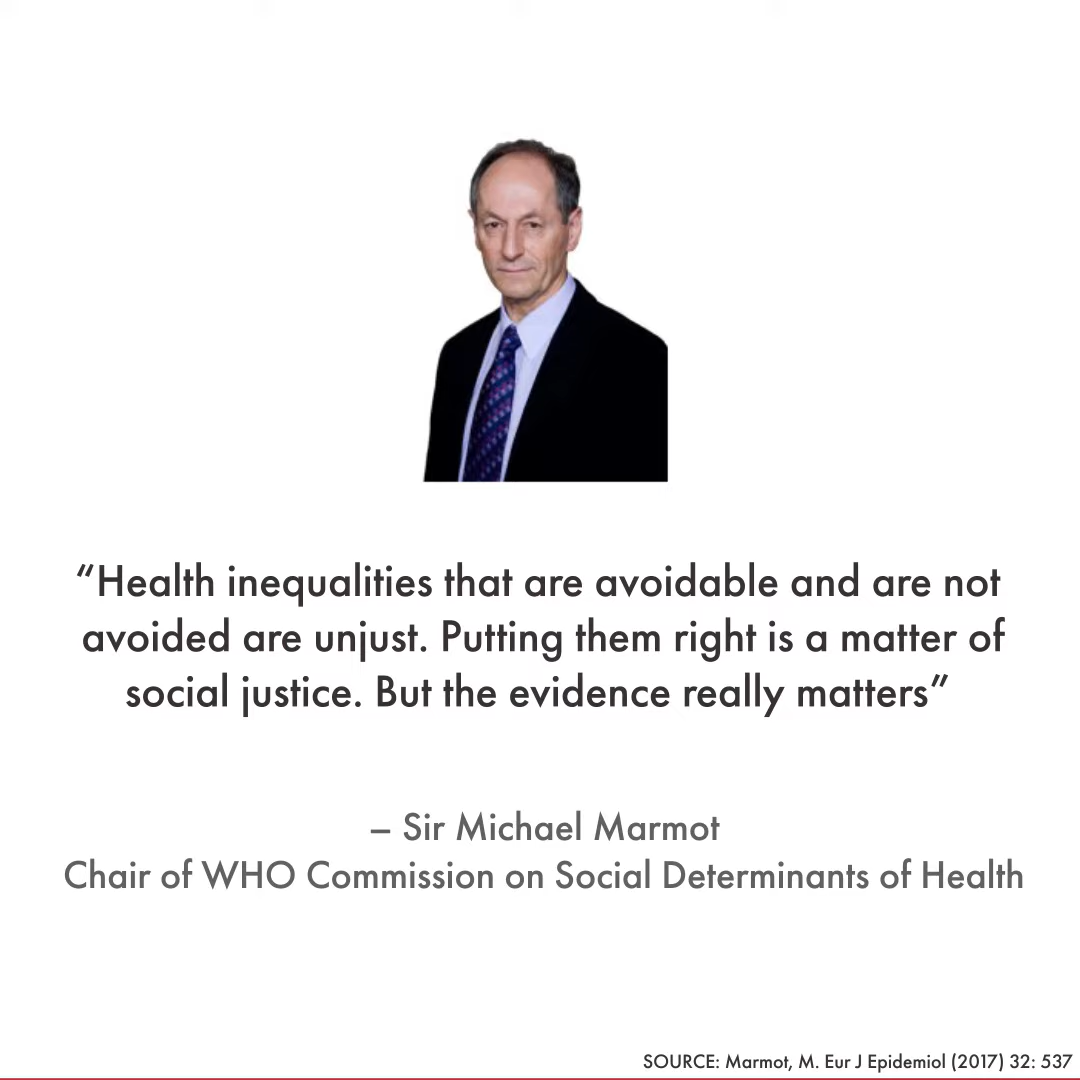 “Health inequalities that are avoidable and are not
avoided are unjust. Putting them right is a matter of
social justice. But the evidence really matters”
– Sir Michael Marmot
Chair of WHO Commission on Social Determinants of Health
SOURCE: Marmot, M. Eur J Epidemiol (2017) 32: 537